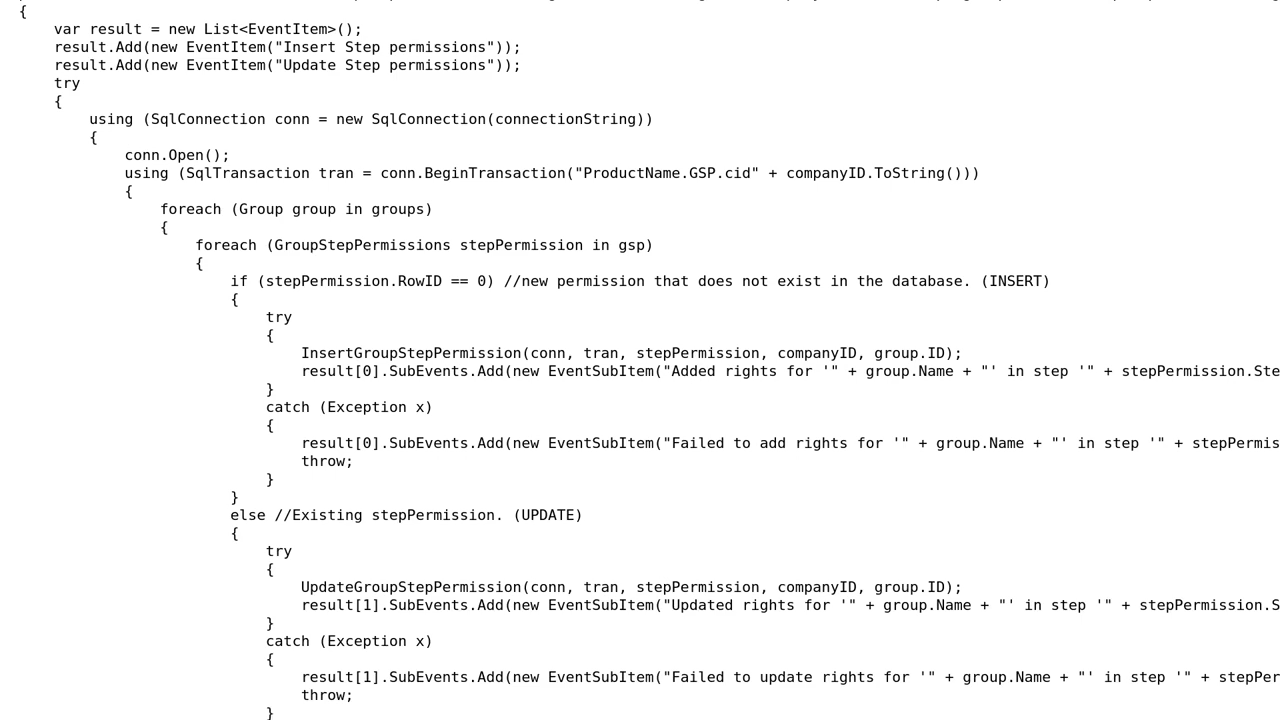 {
var result = new List<EventItem>();
result.Add(new EventItem("Insert Step permissions"));
result.Add(new EventItem("Update Step permissions"));
try
{
using (SqlConnection conn = new SqlConnection(connectionString))
{
conn.Open();
using (SqlTransaction tran = conn.BeginTransaction("ProductName.GSP.cid" + companyID.ToString()))
{
foreach (Group group in groups)
{
foreach (GroupStepPermissions stepPermission in gsp)
{
if (stepPermission.RowID == 0) //new permission that does not exist in the database. (INSERT)
{
try
{
InsertGroupStepPermission(conn, tran, stepPermission, companyID, group.ID);
result[0].SubEvents.Add(new EventSubItem("Added rights for '" + group.Name + "' in step '" + stepPermission.Ste
}
catch (Exception x)
{
result[0].SubEvents.Add(new EventSubItem("Failed to add rights for '" + group.Name + "' in step '" + stepPermis
throw;
}
}
else //Existing stepPermission. (UPDATE)
{
try
{
UpdateGroupStepPermission(conn, tran, stepPermission, companyID, group.ID);
result[1].SubEvents.Add(new EventSubItem("Updated rights for '" + group.Name + "' in step '" + stepPermission.S
}
catch (Exception x)
{
result[1].SubEvents.Add(new EventSubItem("Failed to update rights for '" + group.Name + "' in step '" + stepPer
throw;
}